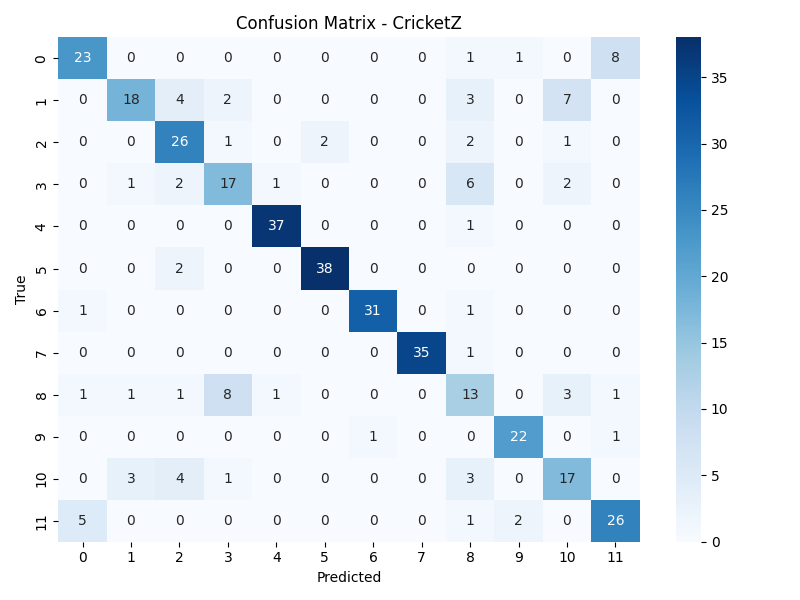 Confusion Matrix - CricketZ
0 23 0 0 0 0 0 0 0 1 1 0 8
1 0 18 4 2 0 0 0 0 3 0 7 0
2 0 0 26 1 0 2 0 0 2 0 1 0
3 0 1 2 17 1 0 0 0 6 0 2 0
4 0 0 0 0 37 0 0 0 1 0 0 0
5 0 0 2 0 0 38 0 0 0 0 0 0
6 1 0 0 0 0 0 31 0 1 0 0 0
7 0 0 0 0 0 0 0 35 1 0 0 0
8 1 1 1 8 1 0 0 0 13 0 3 1
9 0 0 0 0 0 0 1 0 0 22 0 1
10 0 3 4 1 0 0 0 0 3 0 17 0
11 5 0 0 0 0 0 0 0 1 2 0 26
0 1 2 3 4 5 6 7 8 9 10 11
Predicted
True
35
30
25
20
15
10
5
0